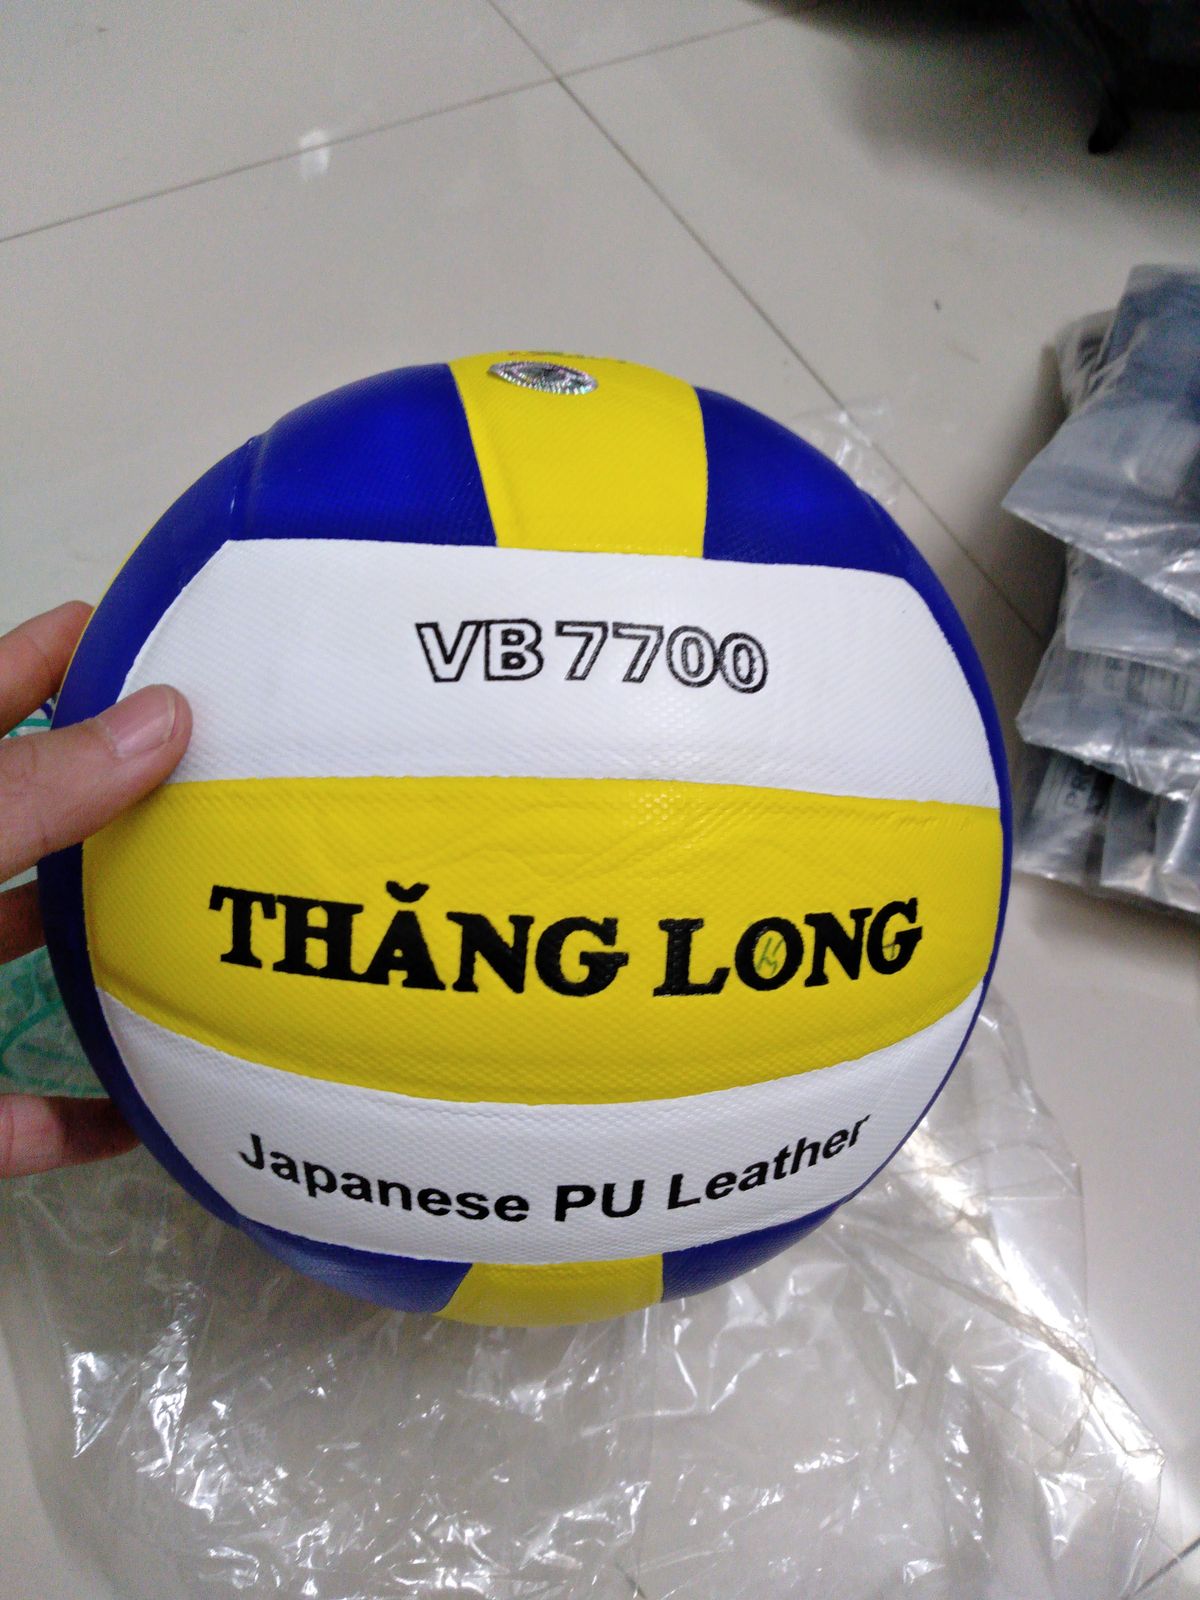 VB 7700
THĂNG LONG
Japanese PU Leather